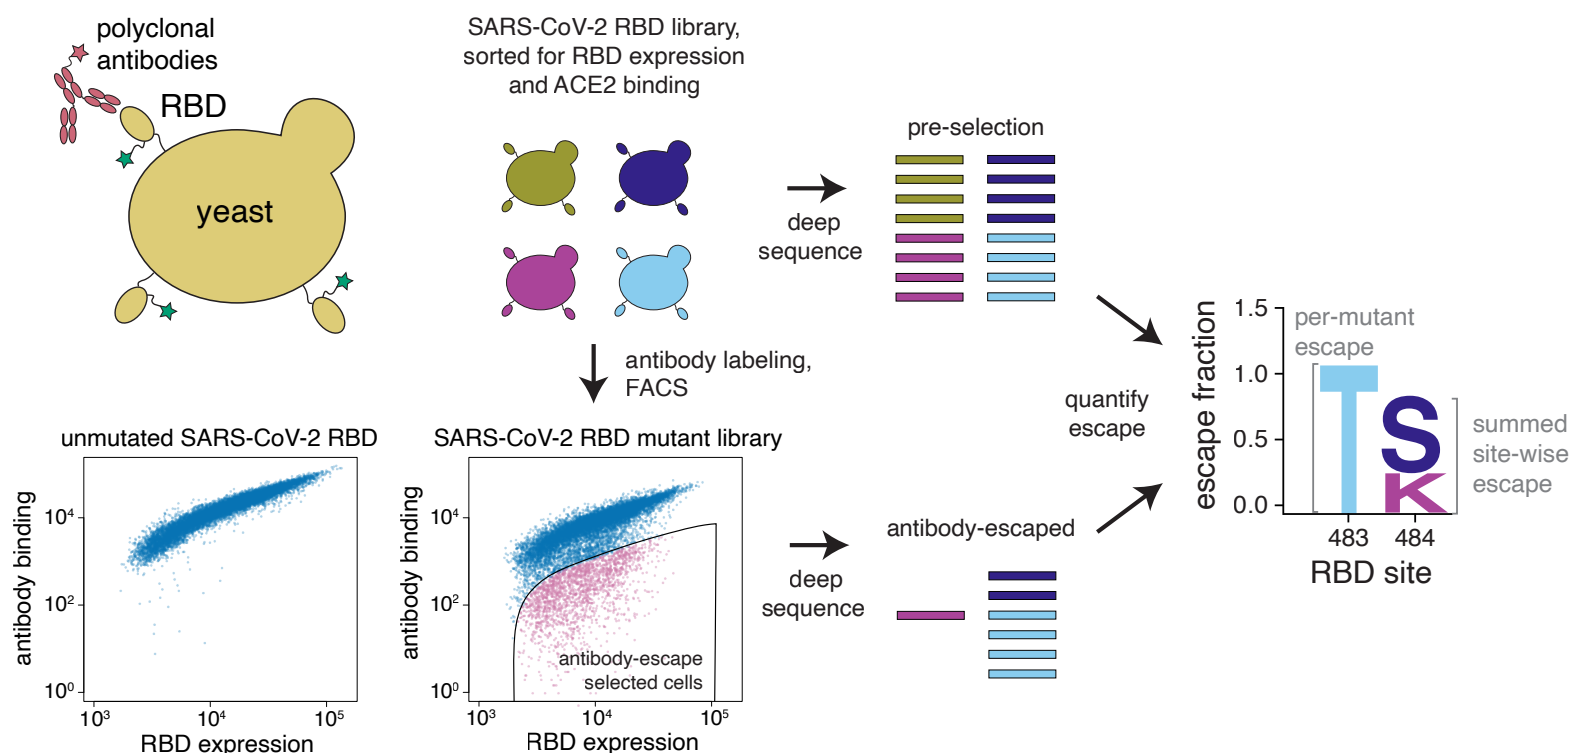 polyclonal
antibodies
RBD
yeast
SARS-CoV-2 RBD library,
sorted for RBD expression
and ACE2 binding
deep
sequence
pre-selection
antibody labeling,
FACS
unmutated SARS-CoV-2 RBD
antibody binding
10⁴
10²
10⁰
10³
10⁴
10⁵
RBD expression
SARS-CoV-2 RBD mutant library
antibody binding
10⁴
10²
10⁰
antibody-escape
selected cells
10³
10⁴
10⁵
RBD expression
deep
sequence
antibody-escaped
quantify
escape
escape fraction
1.5
1.0
0.5
0.0
per-mutant
escape
T
S
K
summed
site-wise
escape
483
484
RBD site